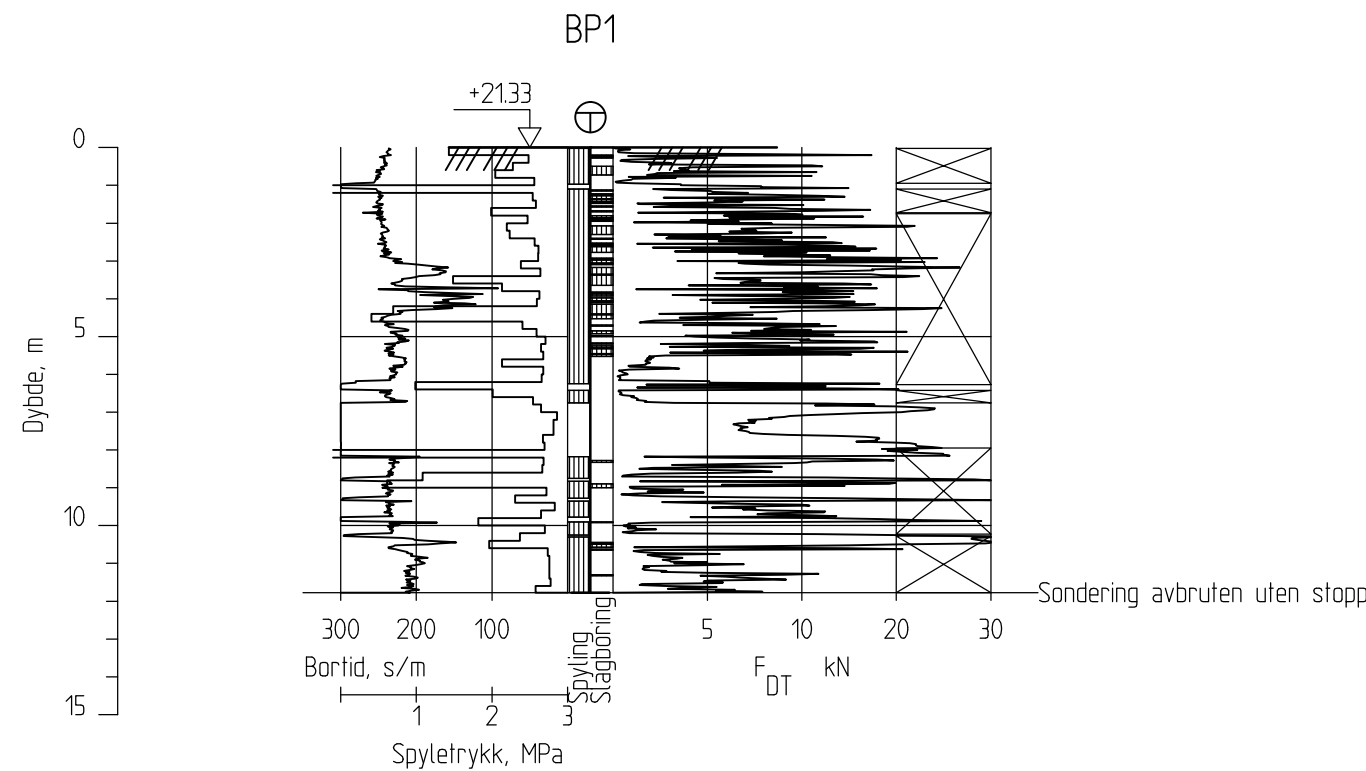 BP1
+21.33
0
5
10
15
Dybde, m
Sondering avbruten uten stopp
300 200 100
5 10 20 30
Bortid, s/m
Spyling
Slagboring
F DT kN
1 2 3
Spyletrykk, MPa